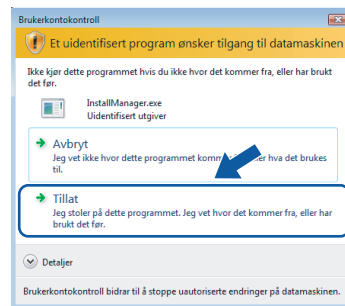 Brukerkontokontroll
Et uidentifisert program ønsker tilgang til datamaskinen
Ikke kjør dette programmet hvis du ikke hvor det kommer fra, eller har brukt
det før.
InstallManager.exe
Uidentifisert utgiver
Avbryt
Jeg vet ikke hvor dette programmet kommer hva det brukes
til.
Tillat
Jeg stoler på dette programmet. Jeg vet hvor det kommer fra, eller har
brukt det før.
Detaljer
Brukerkontokontroll bidrar til å stoppe uautoriserte endringer på datamaskinen.